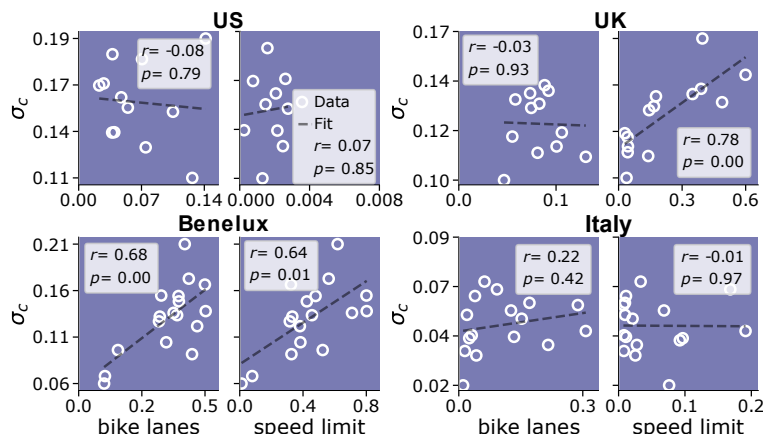 US
UK
σc
0.19
0.17
0.14
0.11
r= -0.08
p= 0.79
0.00
0.07
0.14
Data
Fit
r= 0.07
p= 0.85
0.000
0.004
0.008
σc
0.17
0.14
0.12
0.10
r= -0.03
p= 0.93
0.0
0.1
r= 0.78
p= 0.00
0.0
0.3
0.6
Benelux
Italy
σc
0.21
0.16
0.11
0.06
r= 0.68
p= 0.00
0.0
0.2
0.5
bike lanes
r= 0.64
p= 0.01
0.0
0.4
0.8
speed limit
σc
0.09
0.07
0.04
0.02
r= 0.22
p= 0.42
0.0
0.1
0.3
bike lanes
r= -0.01
p= 0.97
0.0
0.1
0.2
speed limit